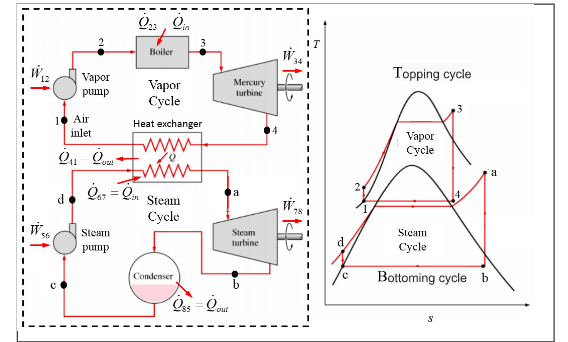 Q̇23 = Q̇in
2
Boiler
3
Ẇ34
Ẇ12
Vapor
pump
Vapor
Cycle
Mercury
turbine
1
Air
inlet
Heat exchanger
4
Q̇41 Q̇out
Q
d
Q̇67 = Q̇in
a
Steam
Cycle
Ẇ56
Steam
pump
Ẇ78
Steam
turbine
Condenser
b
c
Q̇85 = Q̇out
T
Topping cycle
3
Vapor
Cycle
2
1
4
a
Steam
Cycle
d
c
Bottoming cycle
b
s